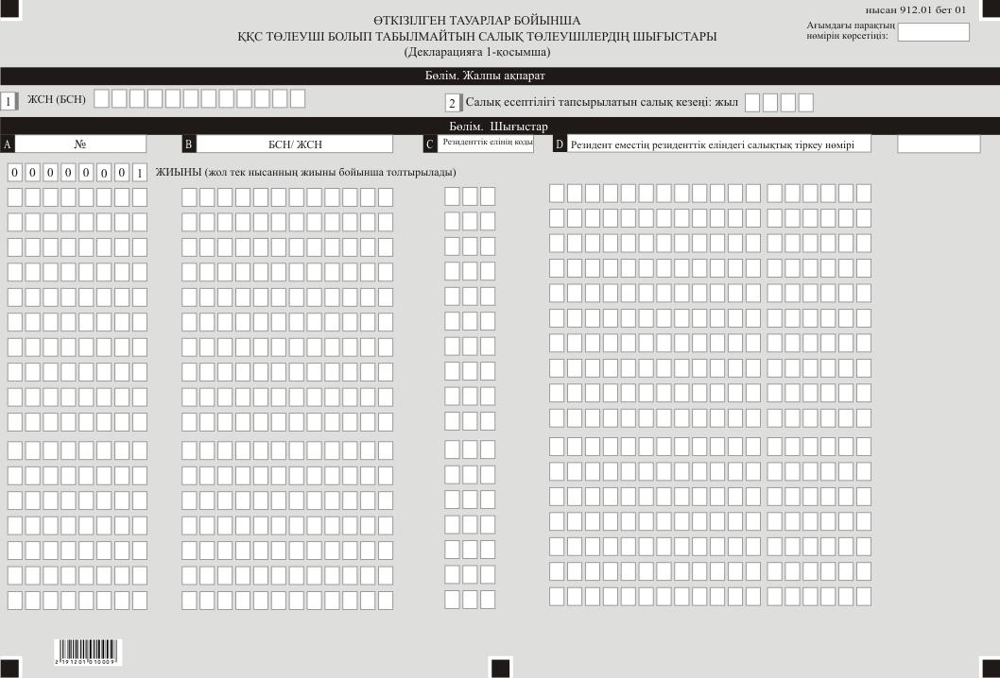 нысан 912.01 бет 01
ӨТКІЗІЛГЕН ТАУАРЛАР БОЙЫНША
ҚҚС ТӨЛЕУШІ БОЛЫП ТАБЫЛМАЙТЫН САЛЫҚ ТӨЛЕУШІЛЕРДІҢ ШЫҒЫСТАРЫ
(Декларацияға 1-қосымша)
Ағымдағы парақтың
нөмірін көрсетіңіз:
Бөлім. Жалпы ақпарат
1 ЖСН (БСН)
2 Салық есептілігі тапсырылатын салық кезеңі: жыл
Бөлім. Шығыстар
A №
B БСН/ ЖСН
C Резиденттік елінің коды
D Резидент еместің резиденттік еліндегі салықтық тіркеу нөмірі
0 0 0 0 0 0 0 1 ЖИЫНЫ (жол тек нысанның жиыны бойынша толтырылады)
2191201010009